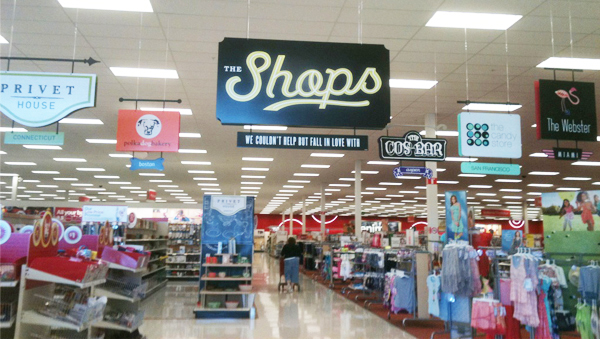 THE
Shops
WE COULDN'T HELP BUT FALL IN LOVE WITH
PRIVET
HOUSE
CONNECTICUT
polka dog bakery
boston
THE
COS BAR
aspen
the
candy
store
SAN FRANCISCO
The Webster
MIAMI
PRIVET
HOUSE